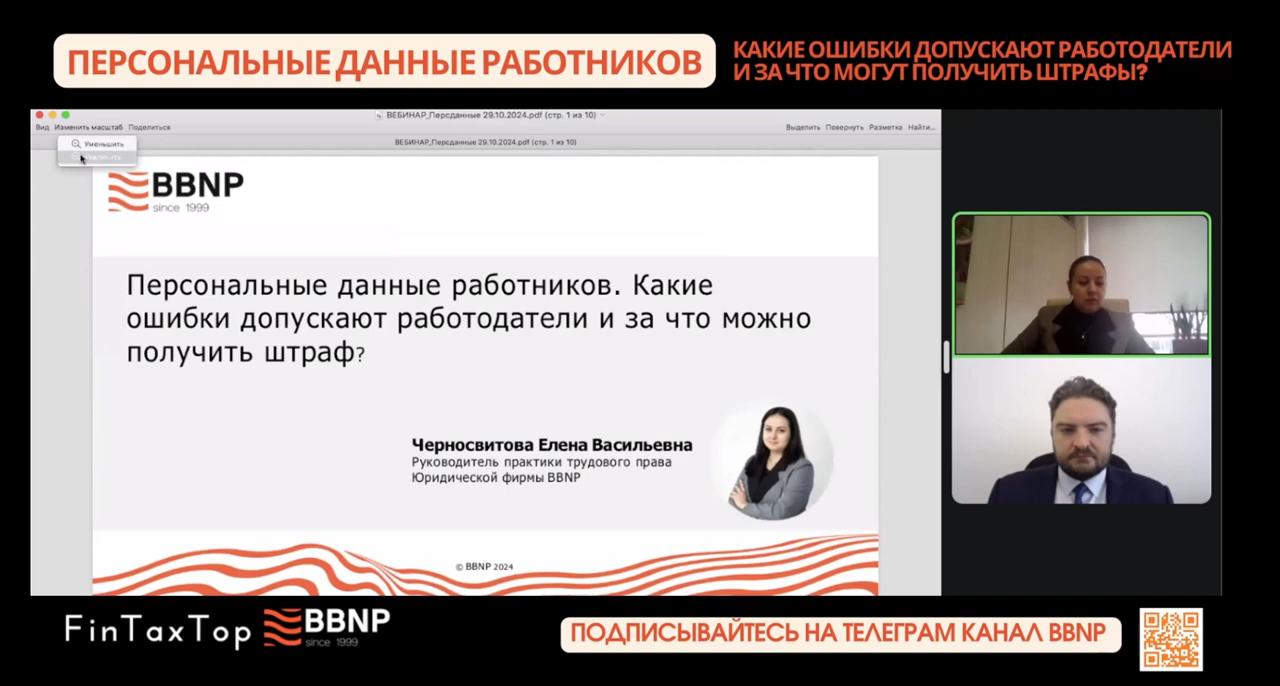 ПЕРСОНАЛЬНЫЕ ДАННЫЕ РАБОТНИКОВ
КАКИЕ ОШИБКИ ДОПУСКАЮТ РАБОТОДАТЕЛИ
И ЗА ЧТО МОГУТ ПОЛУЧИТЬ ШТРАФЫ?
ВЕБИНАР_Персданные 29.10.2024.pdf (стр. 1 из 10)
Вид Изменить масштаб Поделиться
Выделить Повернуть Разметка Найти...
ВЕБИНАР_Персданные 29.10.2024.pdf (стр. 1 из 10)
Уменьшить
BBNP
since 1999
Персональные данные работников. Какие
ошибки допускают работодатели и за что можно
получить штраф?
Черносвитова Елена Васильевна
Руководитель практики трудового права
Юридической фирмы BBNP
© BBNP 2024
FinTaxTop
BBNP
since 1999
ПОДПИСЫВАЙТЕСЬ НА ТЕЛЕГРАМ КАНАЛ BBNP